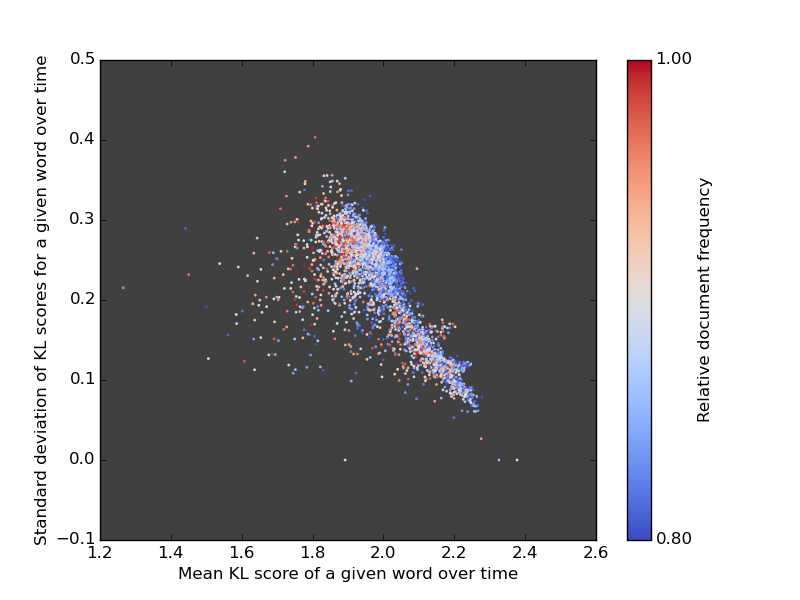 Standard deviation of KL scores for a given word over time
0.5
0.4
0.3
0.2
0.1
0.0
−0.1
1.2 1.4 1.6 1.8 2.0 2.2 2.4 2.6
Mean KL score of a given word over time
1.00
0.80
Relative document frequency